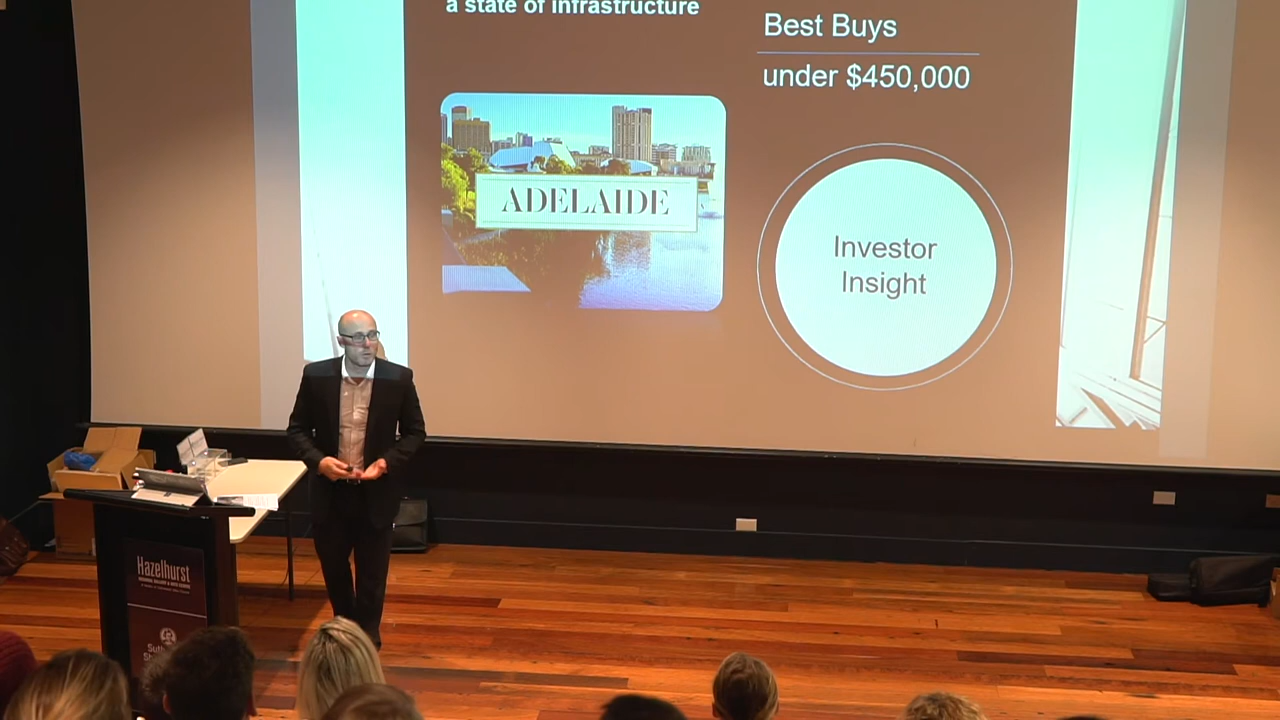 a state of infrastructure
Best Buys
under $450,000
ADELAIDE
Investor
Insight
Hazelhurst